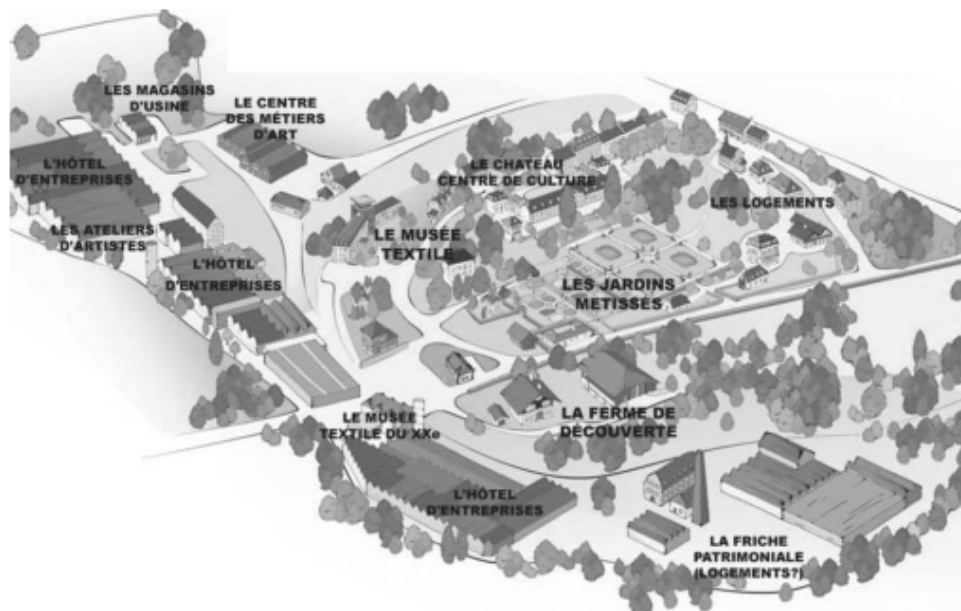 LES MAGASINS
D'USINE
LE CENTRE
DES MÉTIERS
D'ART
L'HÔTEL
D'ENTREPRISES
LE CHATEAU
CENTRE DE CULTURE
LES LOGEMENTS
LES ATELIERS
D'ARTISTES
LE MUSÉE
TEXTILE
L'HÔTEL
D'ENTREPRISES
LES JARDINS
METISSÉS
LE MUSÉE
TEXTILE DU XXe
LA FERME DE
DÉCOUVERTE
L'HÔTEL
D'ENTREPRISES
LA FRICHE
PATRIMONIALE
(LOGEMENTS?)